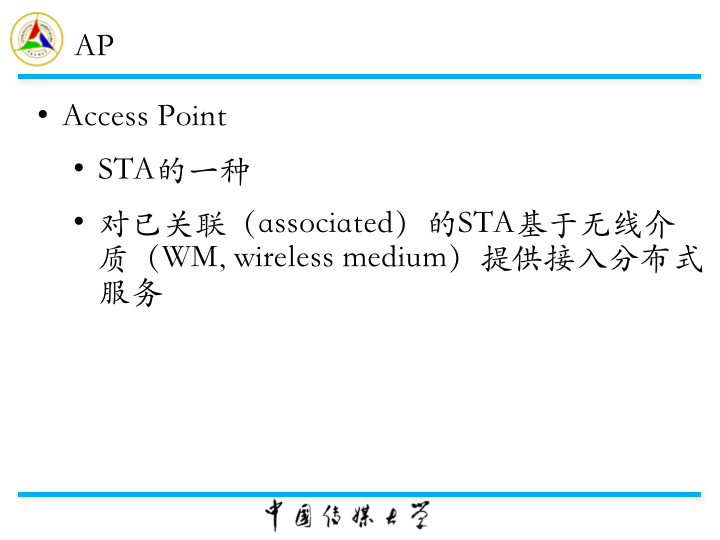 AP
• Access Point
• STA的一种
• 对已关联（associated）的STA基于无线介
质（WM, wireless medium）提供接入分布式
服务
中国传媒大学